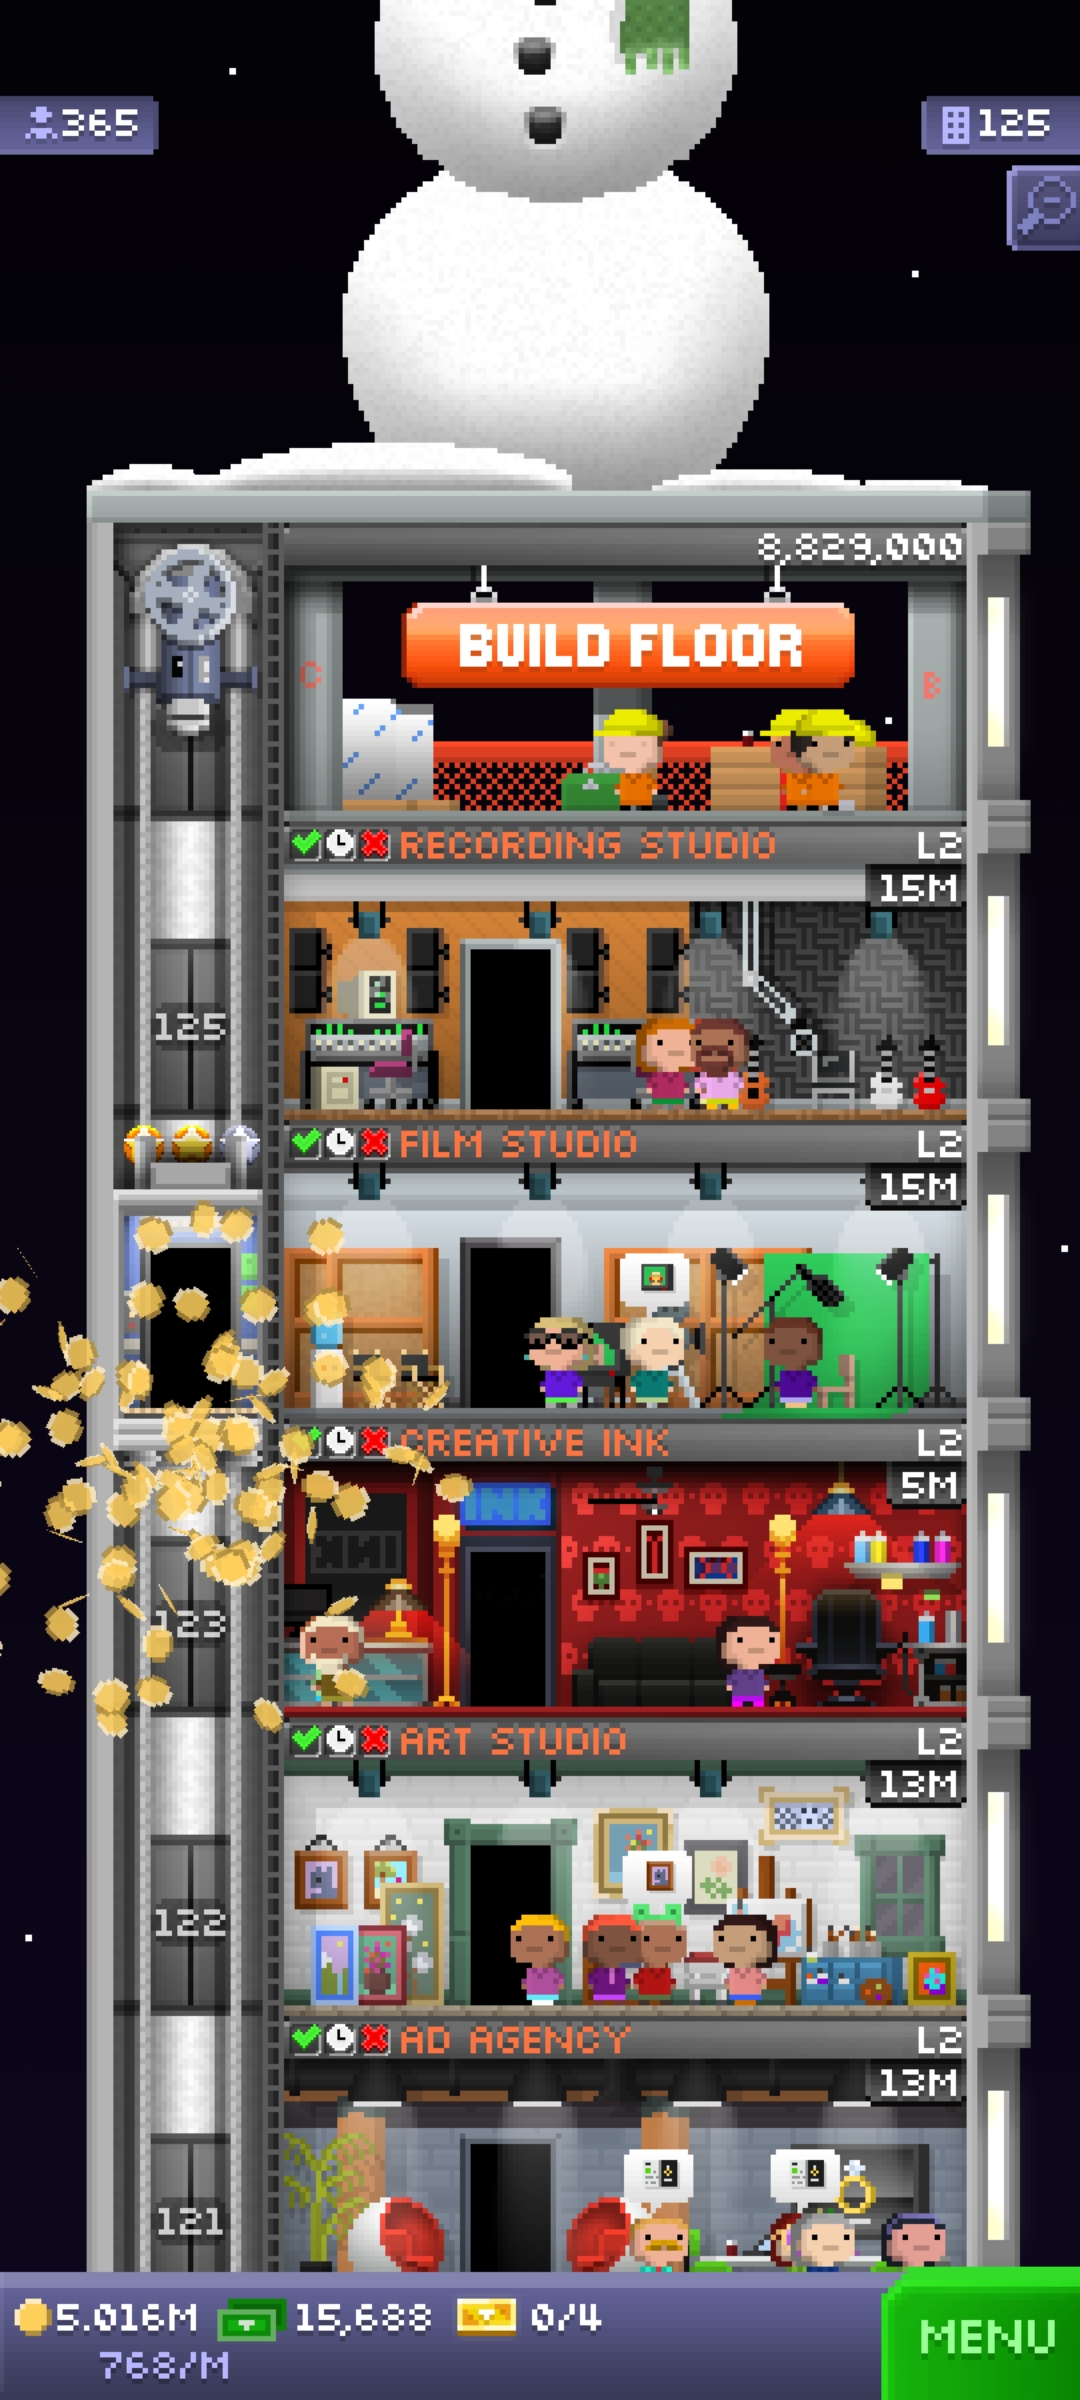 365
125
8,829,000
BUILD FLOOR
C
B
RECORDING STUDIO L2
15M
125
FILM STUDIO L2
15M
CREATIVE INK L2
5M
INK
123
ART STUDIO L2
13M
122
AD AGENCY L2
13M
121
5.016M 15,688 0/4
768/M
MENU